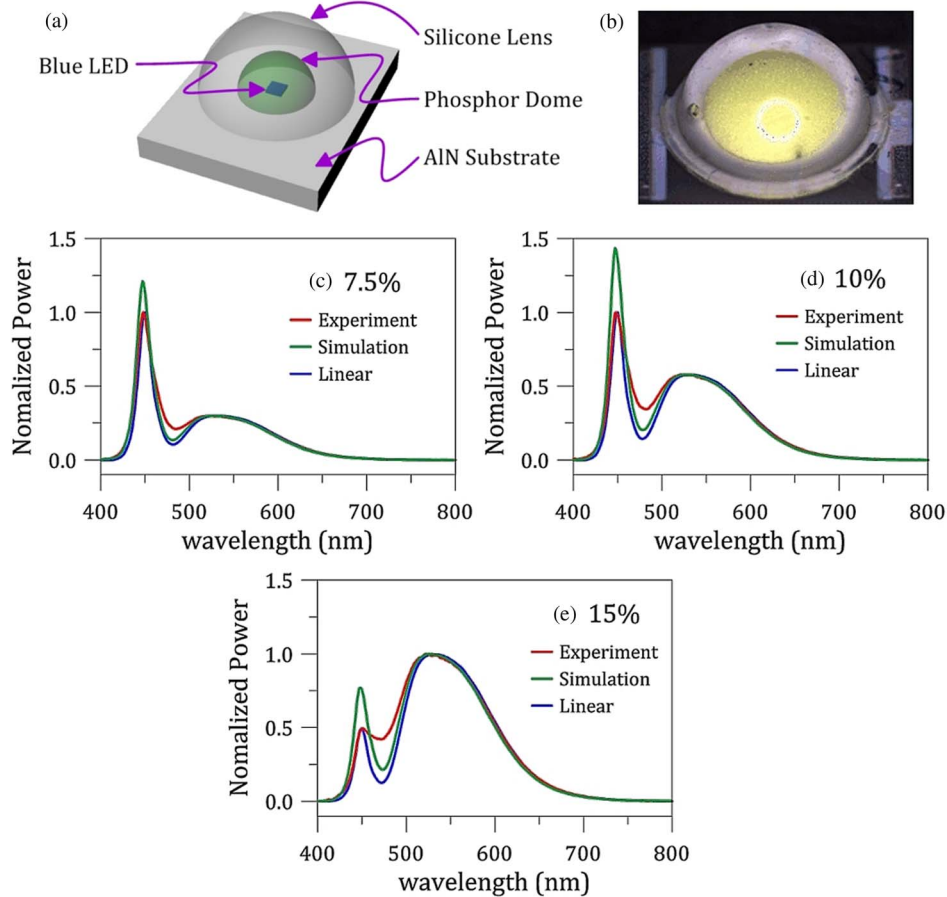 (a)
Silicone Lens
Blue LED
Phosphor Dome
AlN Substrate
(b)
1.5
1.0
0.5
0.0
Nomalized Power
(c) 7.5%
Experiment
Simulation
Linear
400 500 600 700 800
wavelength (nm)
1.5
1.0
0.5
0.0
Nomalized Power
(d) 10%
Experiment
Simulation
Linear
400 500 600 700 800
wavelength (nm)
1.5
1.0
0.5
0.0
Nomalized Power
(e) 15%
Experiment
Simulation
Linear
400 500 600 700 800
wavelength (nm)